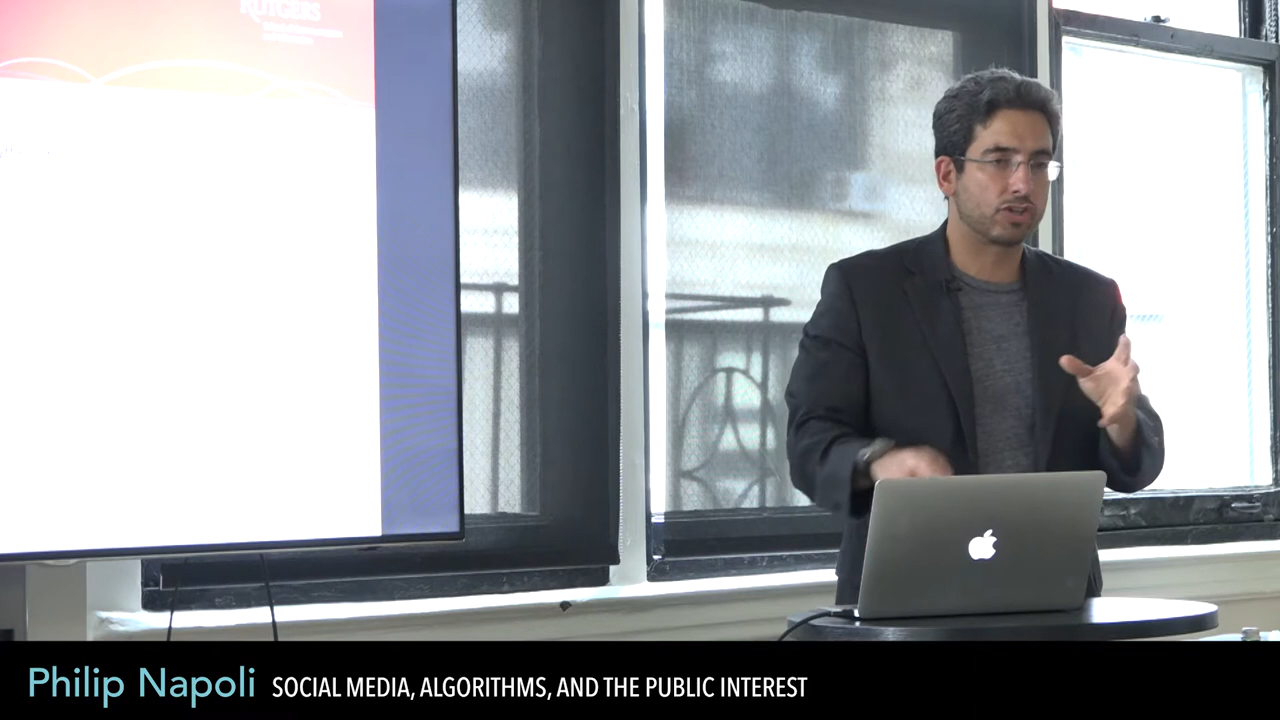 RUTGERS
Philip Napoli SOCIAL MEDIA, ALGORITHMS, AND THE PUBLIC INTEREST